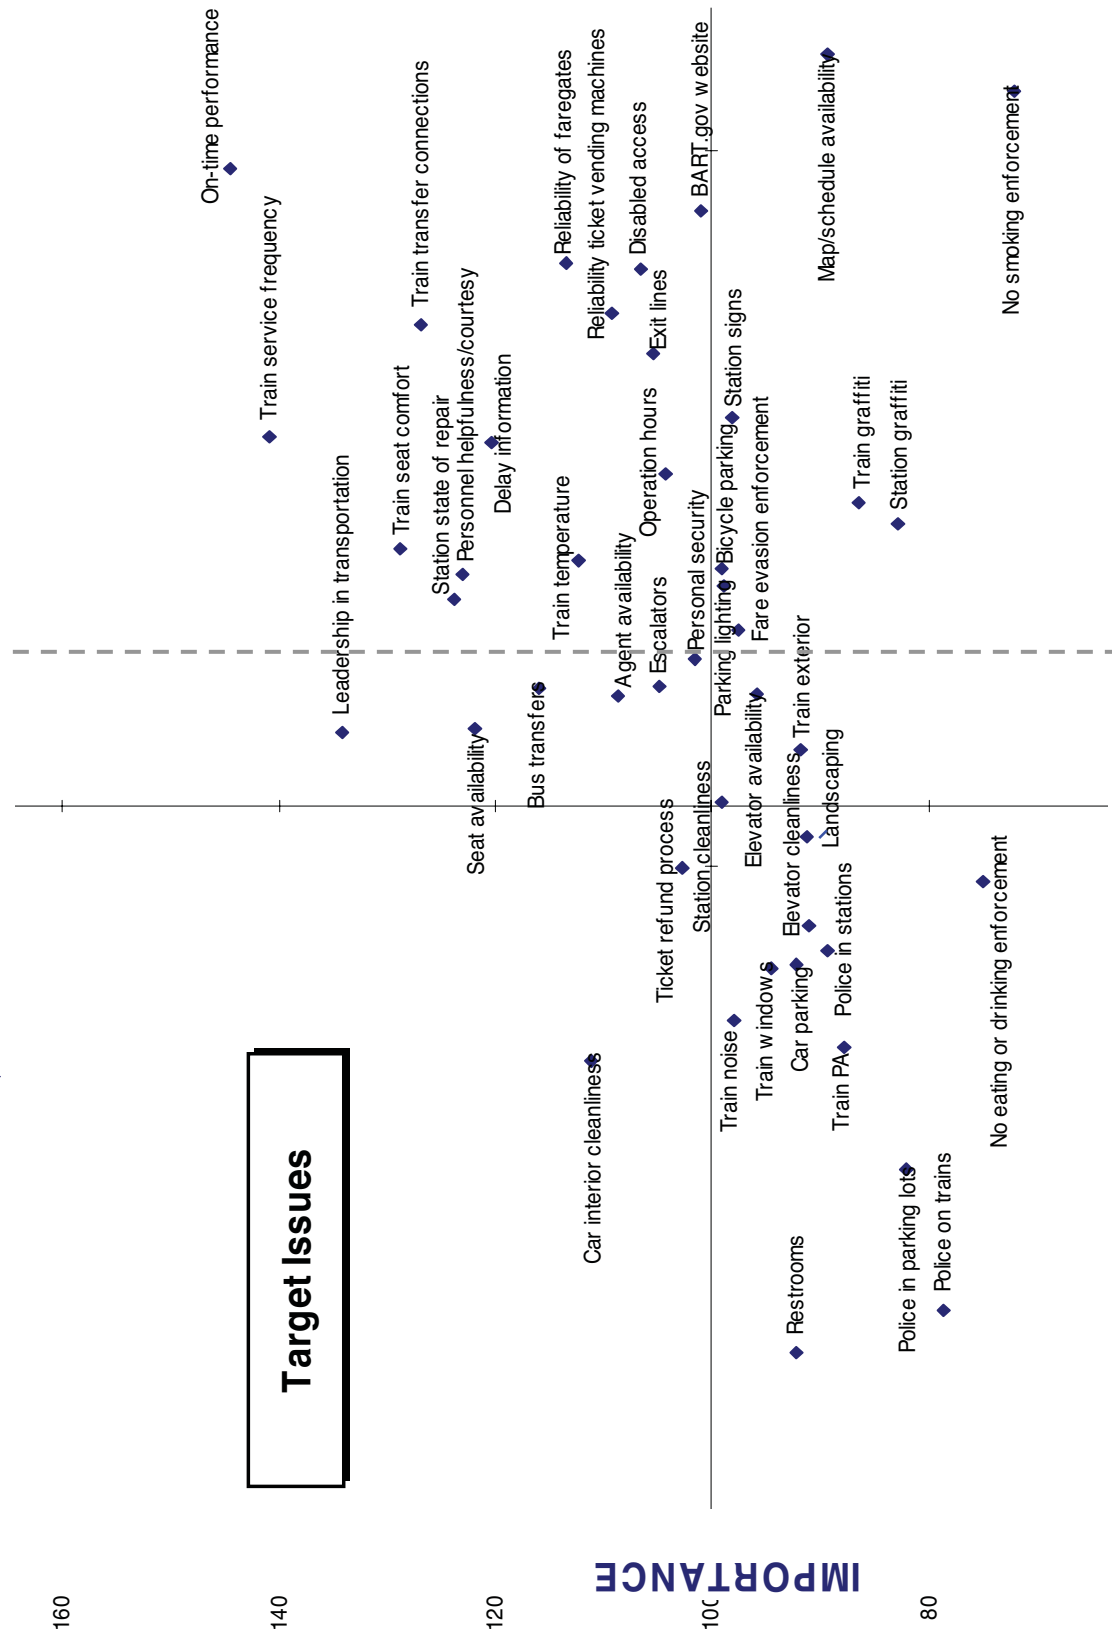 160
140
120
100
80
IMPORTANCE
Target Issues
On-time performance
Train service frequency
Leadership in transportation
Train transfer connections
Train seat comfort
Station state of repair
Personnel helpfulness/courtesy
Seat availability
Delay information
Bus transfers
Train temperature
Reliability of faregates
Car interior cleanliness
Reliability ticket vending machines
Agent availability
Disabled access
Operation hours
Escalators
Exit lines
Ticket refund process
Personal security
BART.gov website
Station cleanliness
Parking lighting
Bicycle parking
Station signs
Train noise
Elevator availability
Fare evasion enforcement
Train windows
Elevator cleanliness
Train exterior
Restrooms
Car parking
Map/schedule availability
Landscaping
Police in stations
Train PA
Train graffiti
Station graffiti
Police in parking lots
Police on trains
No eating or drinking enforcement
No smoking enforcement